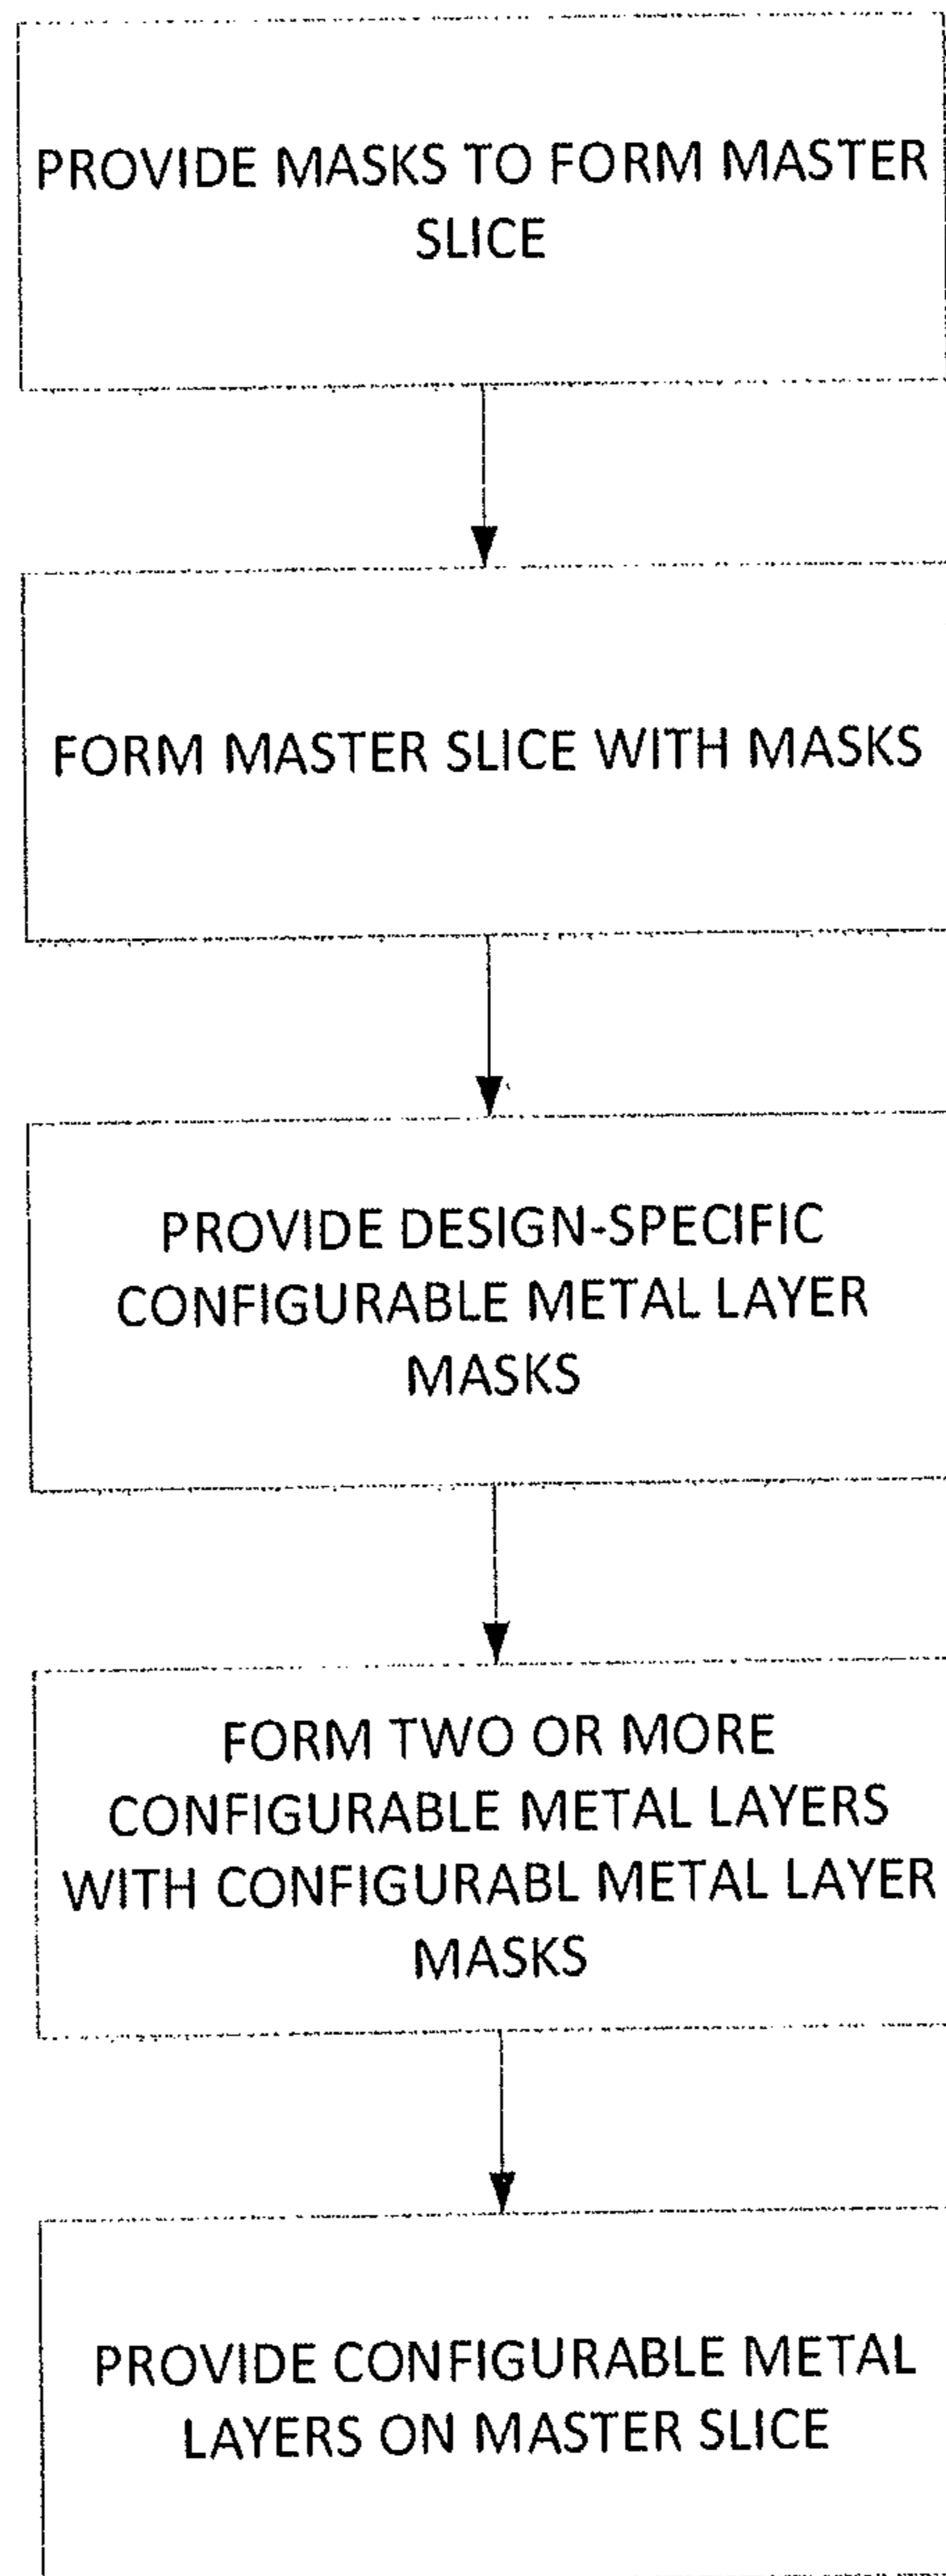 PROVIDE MASKS TO FORM MASTER
SLICE
FORM MASTER SLICE WITH MASKS
PROVIDE DESIGN-SPECIFIC
CONFIGURABLE METAL LAYER
MASKS
FORM TWO OR MORE
CONFIGURABLE METAL LAYERS
WITH CONFIGURABL METAL LAYER
MASKS
PROVIDE CONFIGURABLE METAL
LAYERS ON MASTER SLICE